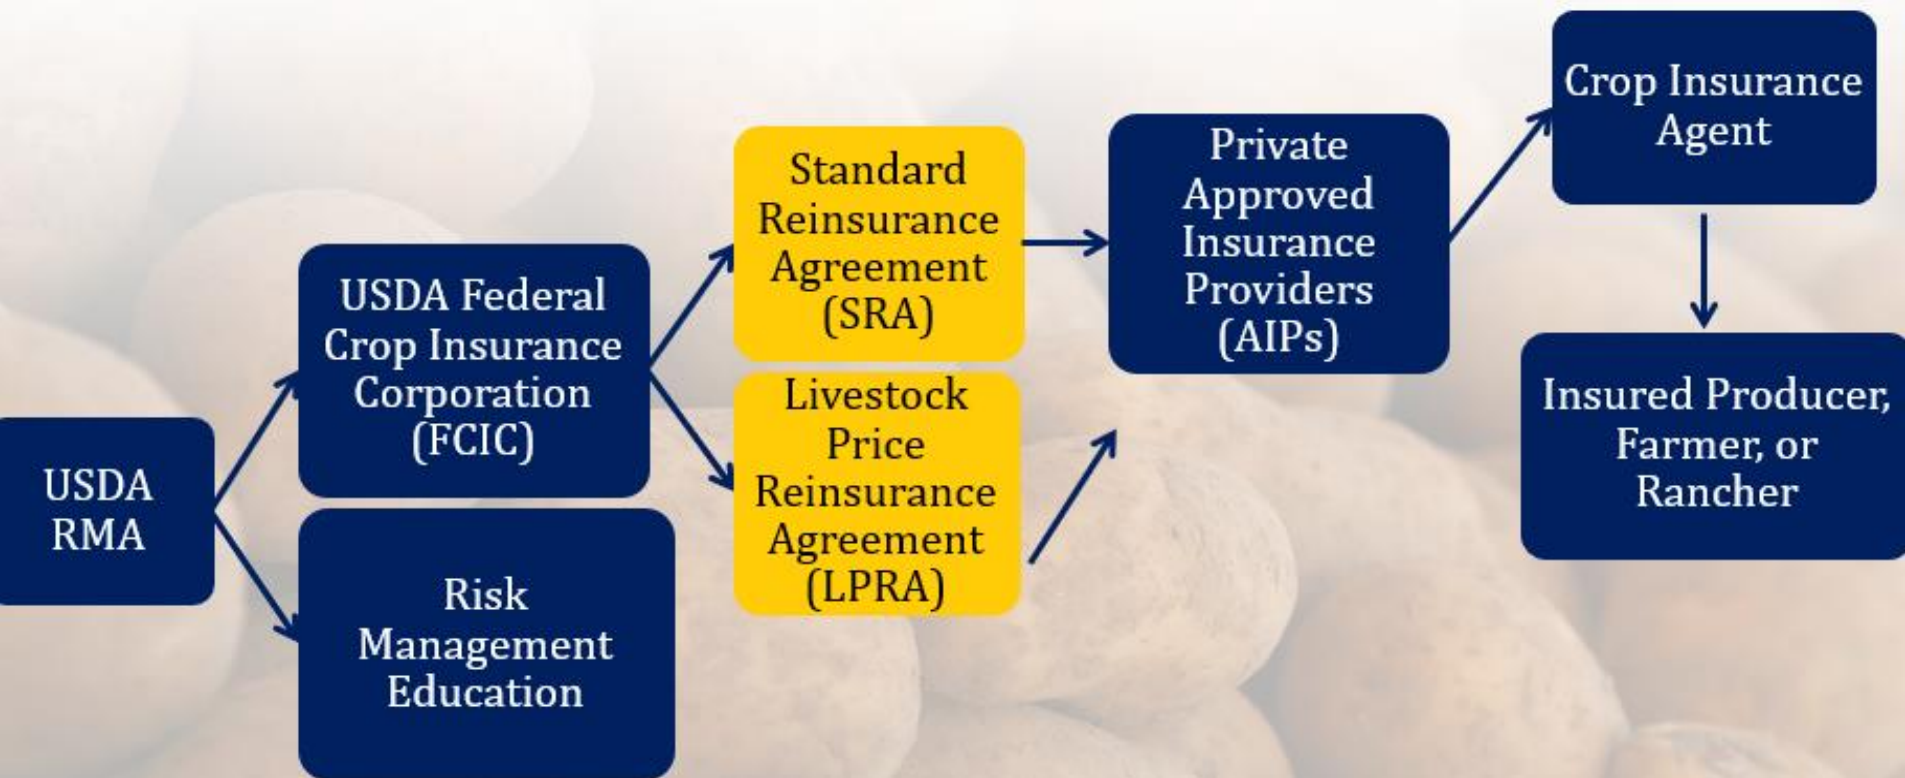 USDA
RMA
USDA Federal
Crop Insurance
Corporation
(FCIC)
Risk
Management
Education
Standard
Reinsurance
Agreement
(SRA)
Livestock
Price
Reinsurance
Agreement
(LPRA)
Private
Approved
Insurance
Providers
(AIPs)
Crop Insurance
Agent
Insured Producer,
Farmer, or
Rancher